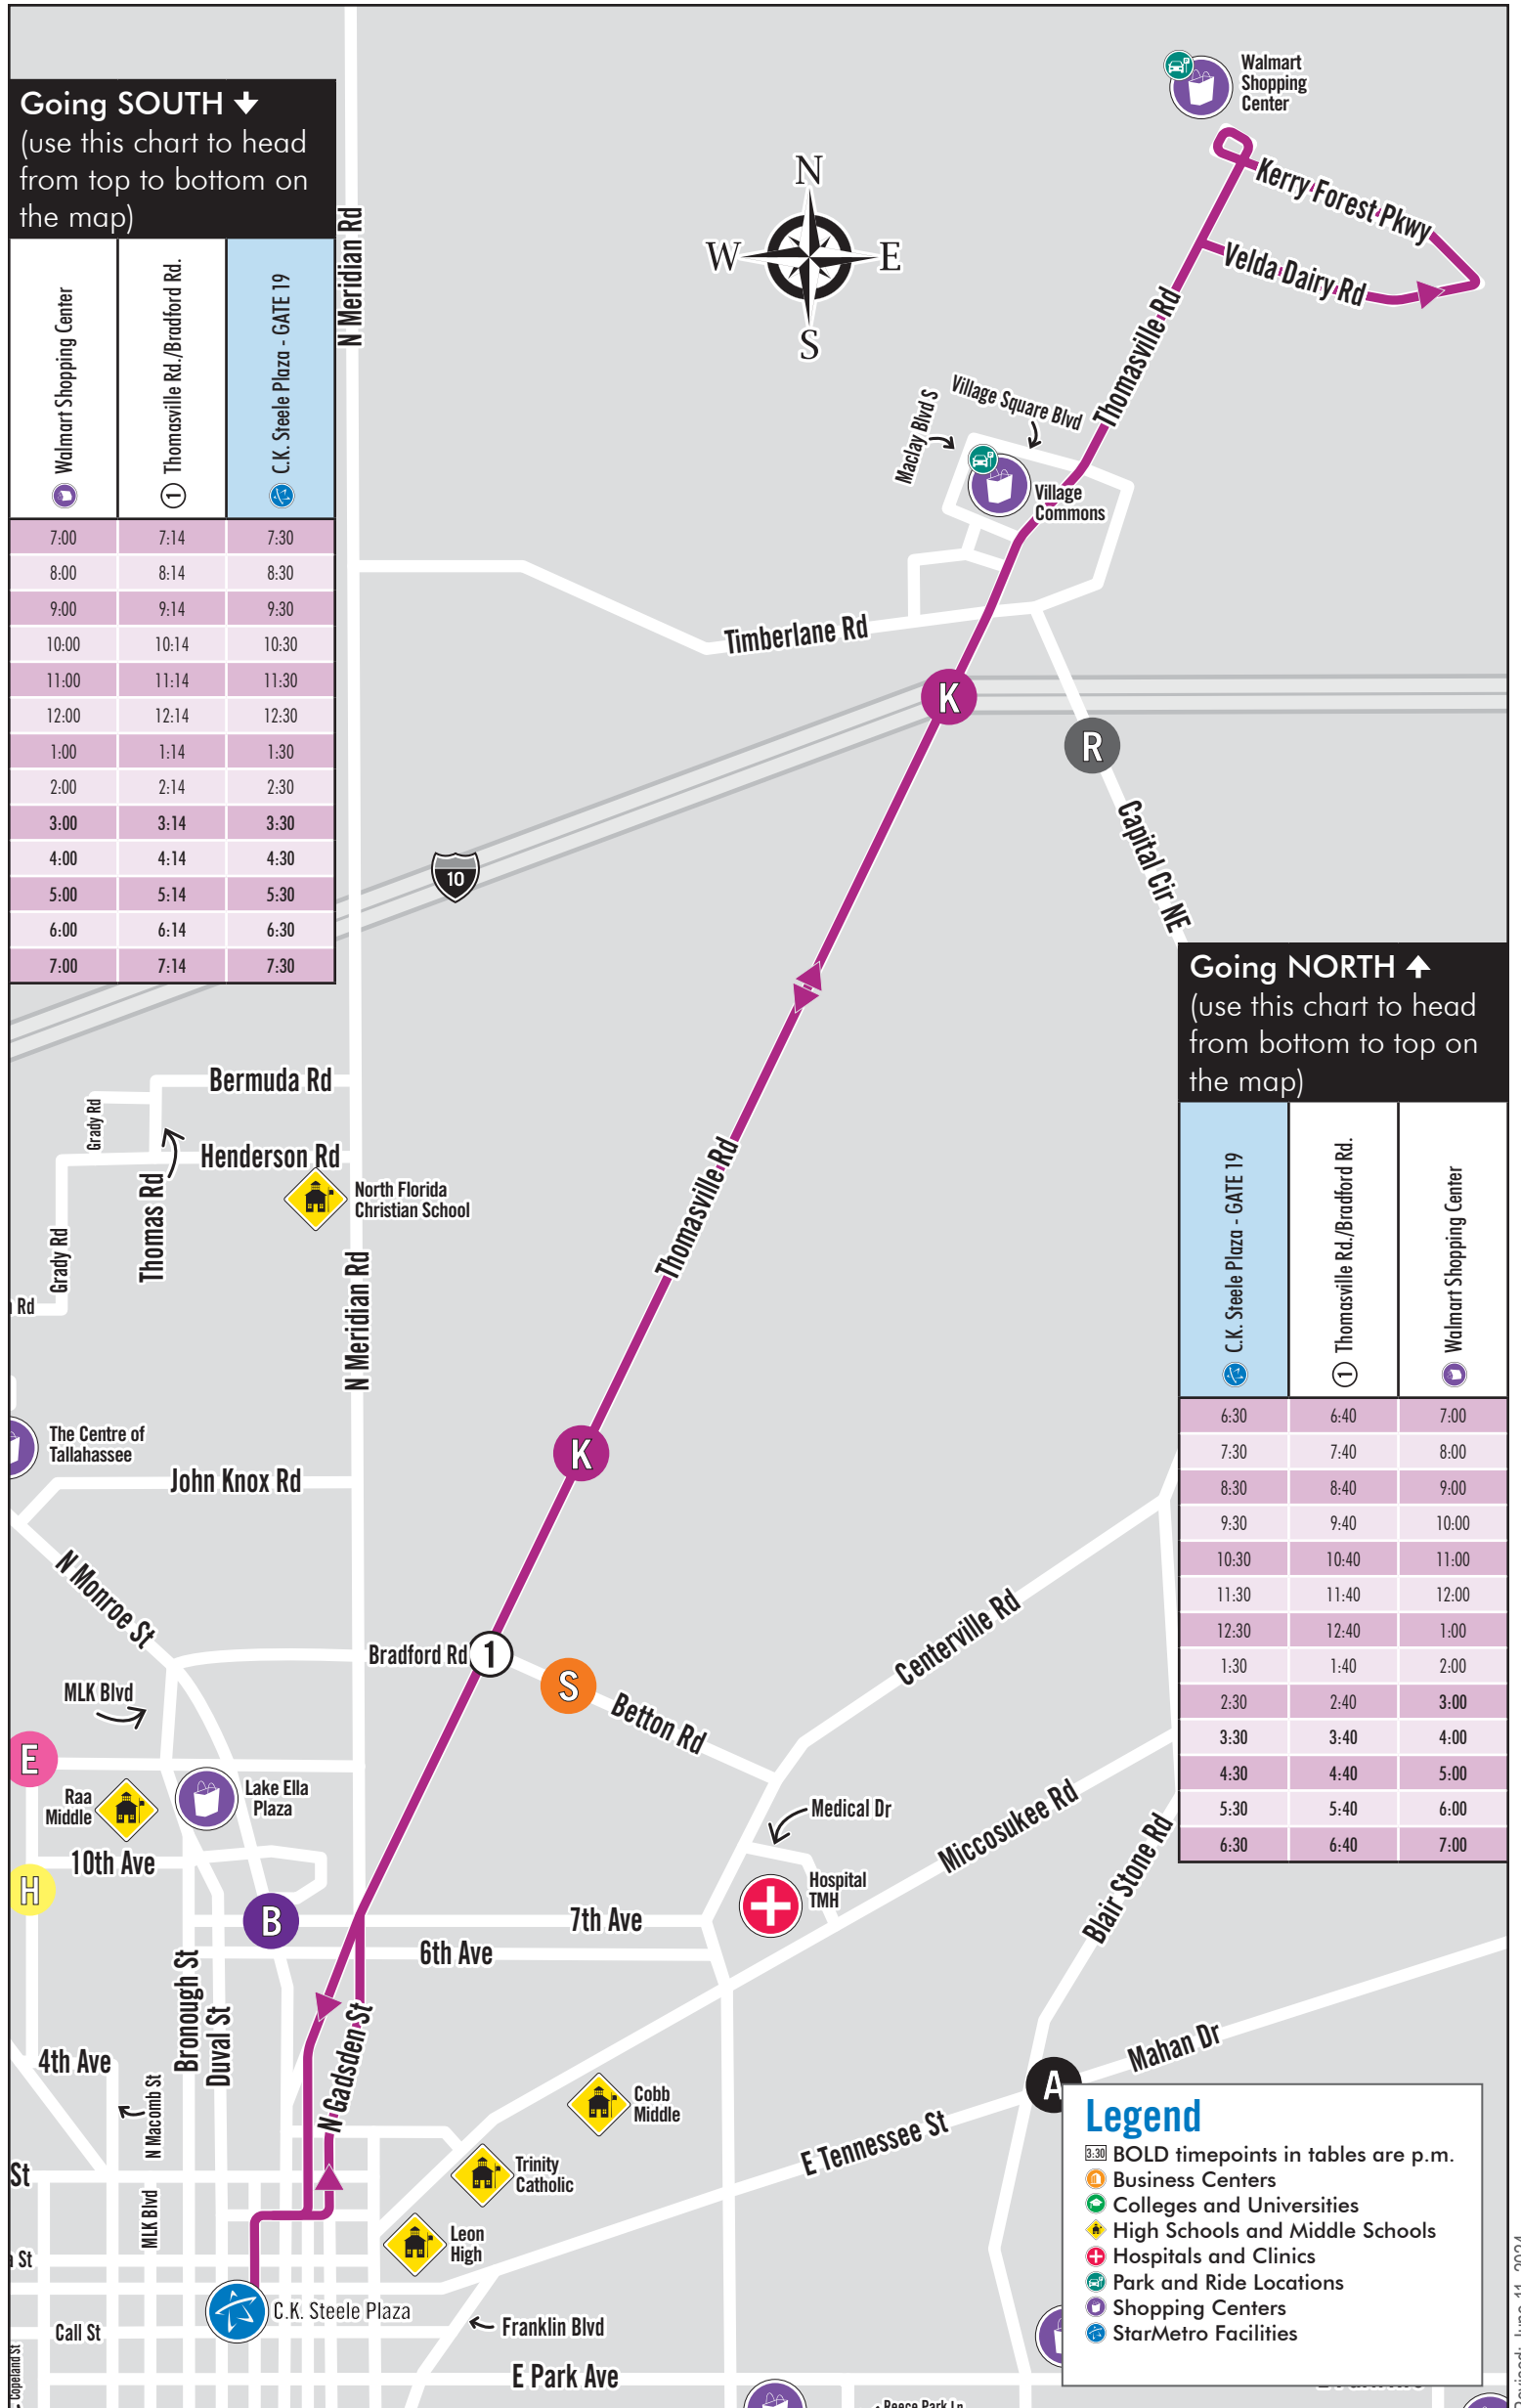 Going SOUTH
(use this chart to head
from top to bottom on
the map)
Walmart Shopping Center
1 Thomasville Rd./Bradford Rd.
C.K. Steele Plaza - GATE 19
7:00 7:14 7:30
8:00 8:14 8:30
9:00 9:14 9:30
10:00 10:14 10:30
11:00 11:14 11:30
12:00 12:14 12:30
1:00 1:14 1:30
2:00 2:14 2:30
3:00 3:14 3:30
4:00 4:14 4:30
5:00 5:14 5:30
6:00 6:14 6:30
7:00 7:14 7:30
N Meridian Rd
N
W E
S
Walmart
Shopping
Center
Kerry Forest Pkwy
Velda Dairy Rd
Thomasville Rd
Village Square Blvd
Maclay Blvd S
Village
Commons
Timberlane Rd
K
R
Capital Cir NE
10
Going NORTH
(use this chart to head
from bottom to top on
the map)
C.K. Steele Plaza - GATE 19
1 Thomasville Rd./Bradford Rd.
Walmart Shopping Center
6:30 6:40 7:00
7:30 7:40 8:00
8:30 8:40 9:00
9:30 9:40 10:00
10:30 10:40 11:00
11:30 11:40 12:00
12:30 12:40 1:00
1:30 1:40 2:00
2:30 2:40 3:00
3:30 3:40 4:00
4:30 4:40 5:00
5:30 5:40 6:00
6:30 6:40 7:00
Bermuda Rd
Grady Rd
Henderson Rd
Thomas Rd
North Florida
Christian School
Grady Rd
Rd
N Meridian Rd
Thomasville Rd
The Centre of
Tallahassee
John Knox Rd
K
N Monroe St
Bradford Rd
1
S
Betton Rd
Centerville Rd
MLK Blvd
E
Raa
Middle
Lake Ella
Plaza
10th Ave
H
B
Medical Dr
Hospital
TMH
Miccosukee Rd
Blair Stone Rd
7th Ave
6th Ave
Bronough St
Duval St
N Gadsden St
4th Ave
N Macomb St
MLK Blvd
St
St
Cobb
Middle
Trinity
Catholic
Leon
High
E Tennessee St
Mahan Dr
A
C.K. Steele Plaza
Call St
Copeland St
Franklin Blvd
E Park Ave
Reece Park Ln
Legend
3:30 BOLD timepoints in tables are p.m.
Business Centers
Colleges and Universities
High Schools and Middle Schools
Hospitals and Clinics
Park and Ride Locations
Shopping Centers
StarMetro Facilities